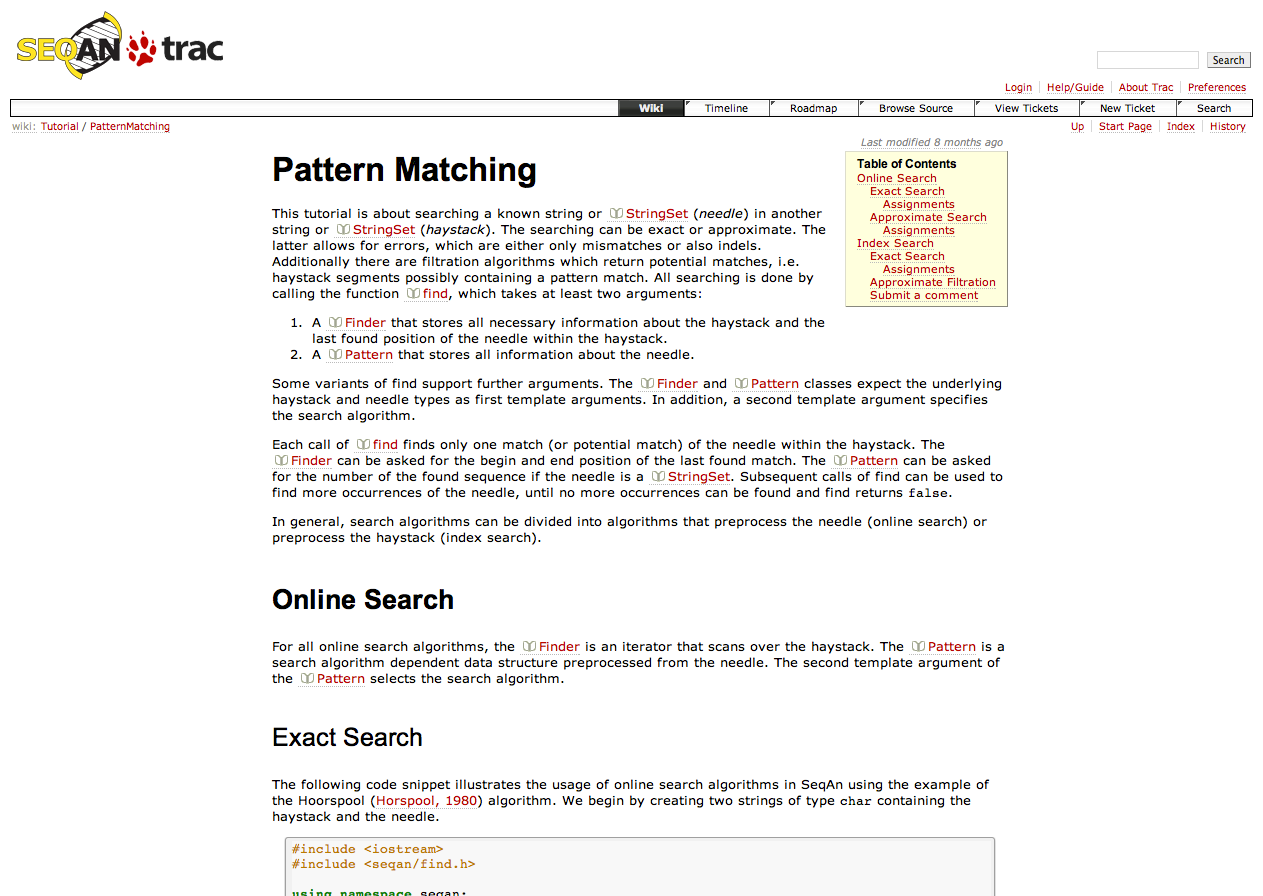 SEQAN trac
Search
Login Help/Guide About Trac Preferences
Wiki Timeline Roadmap Browse Source View Tickets New Ticket Search
wiki: Tutorial / PatternMatching
Up Start Page Index History
Last modified 8 months ago
Table of Contents
Online Search
Exact Search
Assignments
Approximate Search
Assignments
Index Search
Exact Search
Assignments
Approximate Filtration
Submit a comment
Pattern Matching
This tutorial is about searching a known string or StringSet (needle) in another
string or StringSet (haystack). The searching can be exact or approximate. The
latter allows for errors, which are either only mismatches or also indels.
Additionally there are filtration algorithms which return potential matches, i.e.
haystack segments possibly containing a pattern match. All searching is done by
calling the function find, which takes at least two arguments:
1. A Finder that stores all necessary information about the haystack and the
last found position of the needle within the haystack.
2. A Pattern that stores all information about the needle.
Some variants of find support further arguments. The Finder and Pattern classes expect the underlying
haystack and needle types as first template arguments. In addition, a second template argument specifies
the search algorithm.
Each call of find finds only one match (or potential match) of the needle within the haystack. The
Finder can be asked for the begin and end position of the last found match. The Pattern can be asked
for the number of the found sequence if the needle is a StringSet. Subsequent calls of find can be used to
find more occurrences of the needle, until no more occurrences can be found and find returns false.
In general, search algorithms can be divided into algorithms that preprocess the needle (online search) or
preprocess the haystack (index search).
Online Search
For all online search algorithms, the Finder is an iterator that scans over the haystack. The Pattern is a
search algorithm dependent data structure preprocessed from the needle. The second template argument of
the Pattern selects the search algorithm.
Exact Search
The following code snippet illustrates the usage of online search algorithms in SeqAn using the example of
the Hoorspool (Horspool, 1980) algorithm. We begin by creating two strings of type char containing the
haystack and the needle.
#include <iostream>
#include <seqan/find.h>
using namespace seqan;